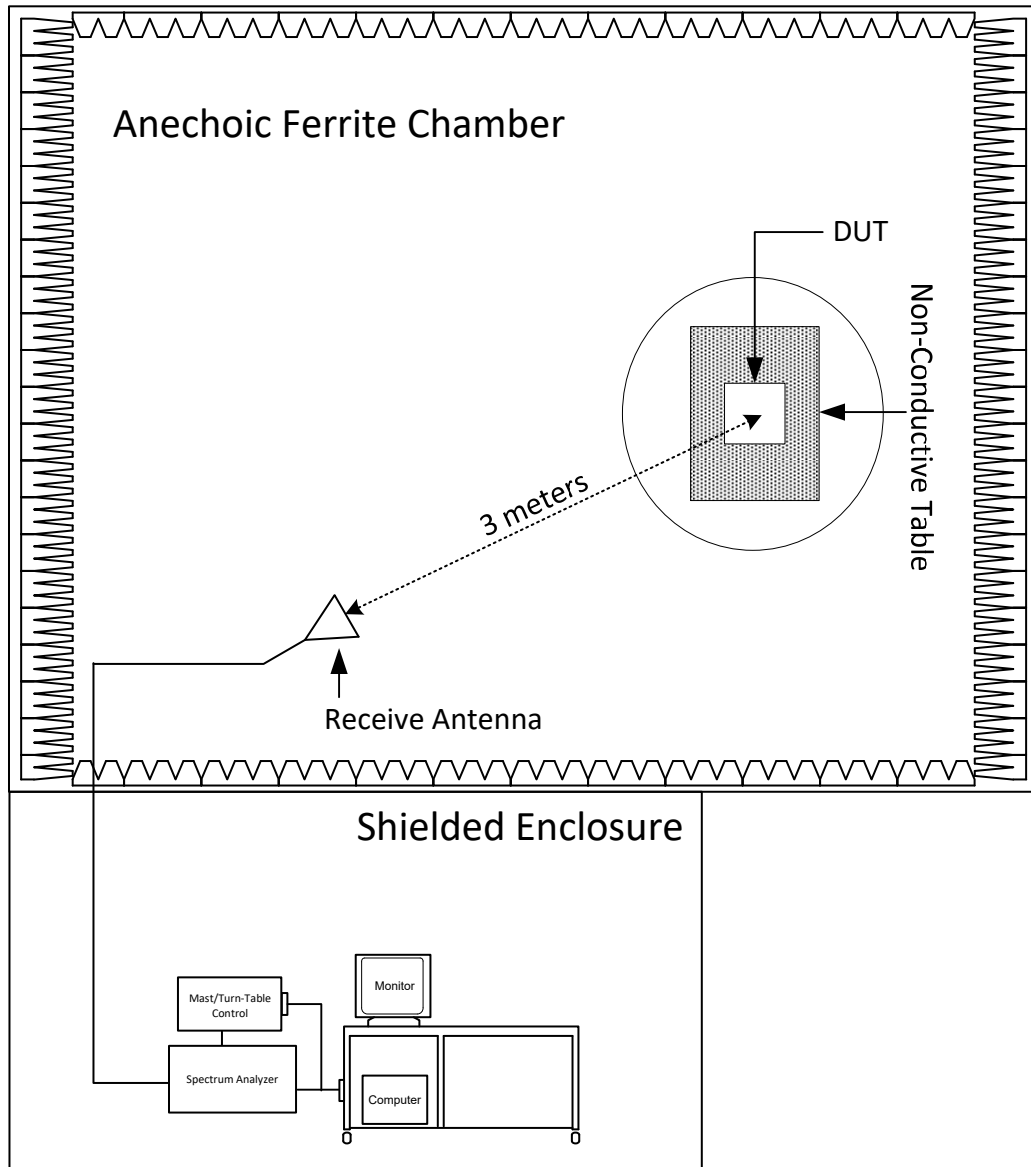 Anechoic Ferrite Chamber
DUT
Non-Conductive Table
3 meters
Receive Antenna
Shielded Enclosure
Monitor
Mast/Turn-Table
Control
Spectrum Analyzer
Computer